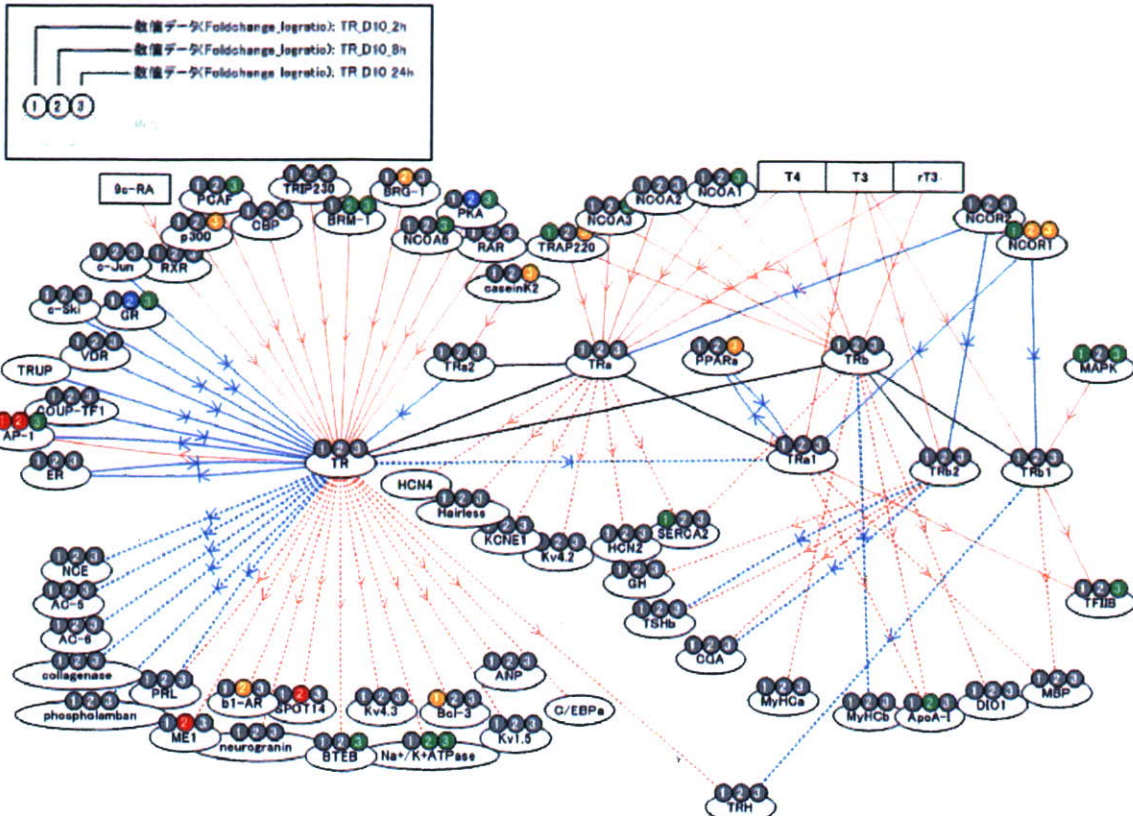 数値データ(Foldchange_logratio): TR_D10_2h
数値データ(Foldchange_logratio): TR_D10_8h
数値データ(Foldchange_logratio): TR_D10_24h
1 2 3
9c-RA
T4 T3 rT3
PCAF
TRIP230
BRG-1
NCOA1
NCOA2
NCOA3
p300
CBP
BRM-1
PKA
NCOA6
RAR
TRAP220
NCOR2
NCOR1
c-Jun
RXR
caseinK2
c-Ski
GR
VDR
TRUP
TRa2
TRa
PPARa
TRb
MAPK
COUP-TF1
AP-1
ER
TR
TRa1
TRb2
TRb1
HCN4
Hairless
KCNE1
Kv4.2
HCN2
SERCA2
NCE
GH
AC-5
TSHb
TFIIB
AC-6
CGA
collagenase
PRL
ANP
phospholamban
b1-AR
SPOT14
Kv4.3
Bcl-3
C/EBPa
MyHCa
MyHCb
ApoA-I
DIO1
MBP
ME1
neurogranin
BTEB
Na+/K+ATPase
Kv1.5
TRH